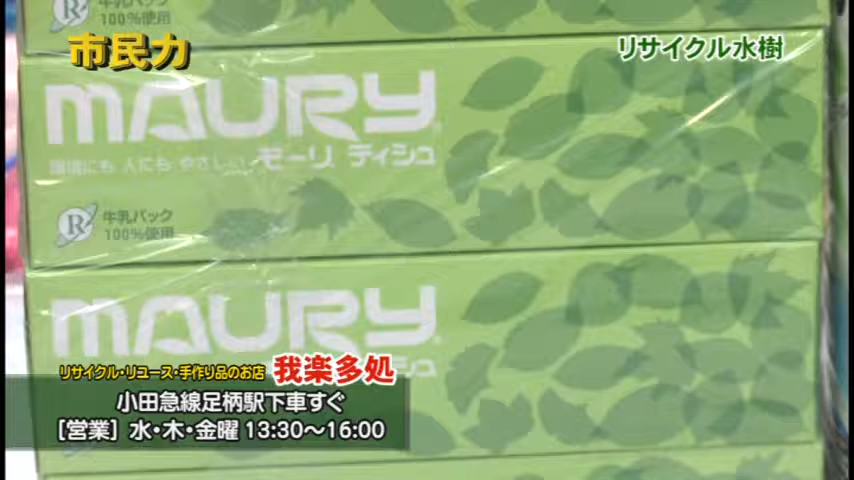 牛乳パック
100%使用
市民力
リサイクル水樹
MAURY
環境にも 人にも やさしい モーリ ティシュ
R 牛乳パック
100%使用
MAURY
ティシュ
リサイクル・リユース・手作り品のお店 我楽多処
小田急線足柄駅下車すぐ
[営業] 水・木・金曜 13:30～16:00